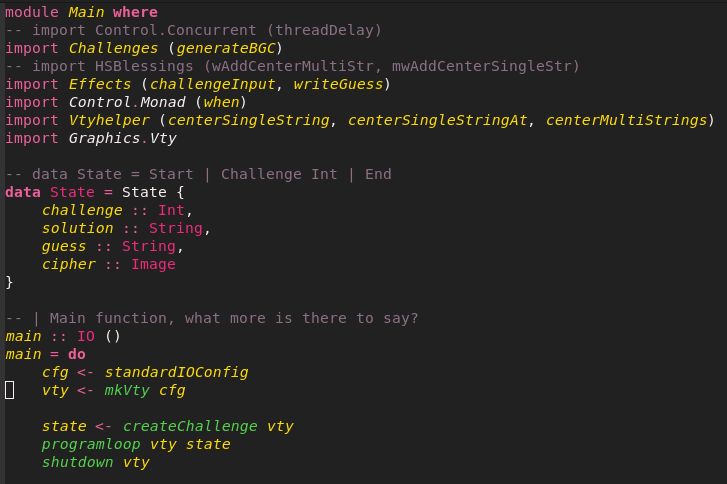 module Main where
-- import Control.Concurrent (threadDelay)
import Challenges (generateBGC)
-- import HSBlessings (wAddCenterMultiStr, mwAddCenterSingleStr)
import Effects (challengeInput, writeGuess)
import Control.Monad (when)
import Vtyhelper (centerSingleString, centerSingleStringAt, centerMultiStrings)
import Graphics.Vty

-- data State = Start | Challenge Int | End
data State = State {
    challenge :: Int,
    solution :: String,
    guess :: String,
    cipher :: Image
}

-- | Main function, what more is there to say?
main :: IO ()
main = do
    cfg <- standardIOConfig
    vty <- mkVty cfg

    state <- createChallenge vty
    programloop vty state
    shutdown vty